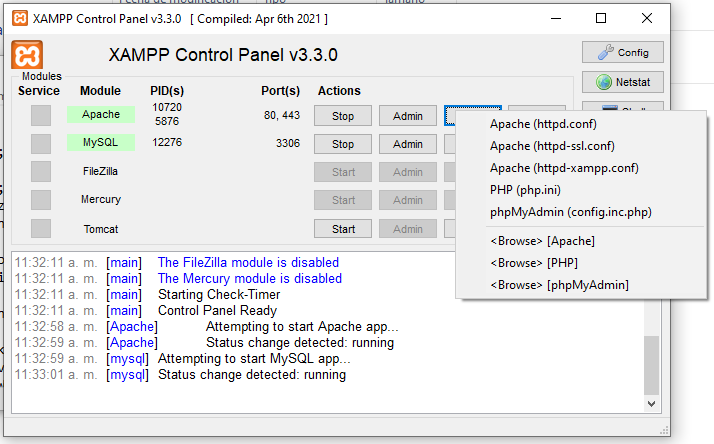 XAMPP Control Panel v3.3.0 [ Compiled: Apr 6th 2021 ]
XAMPP Control Panel v3.3.0
Config
Modules
Service Module PID(s) Port(s) Actions
Netstat
Apache 10720 5876 80, 443 Stop Admin
MySQL 12276 3306 Stop Admin
FileZilla Start Admin
Mercury Start Admin
Tomcat Start Admin
Apache (httpd.conf)
Apache (httpd-ssl.conf)
Apache (httpd-xampp.conf)
PHP (php.ini)
phpMyAdmin (config.inc.php)
<Browse> [Apache]
<Browse> [PHP]
<Browse> [phpMyAdmin]
11:32:11 a. m. [main] The FileZilla module is disabled
11:32:11 a. m. [main] The Mercury module is disabled
11:32:11 a. m. [main] Starting Check-Timer
11:32:11 a. m. [main] Control Panel Ready
11:32:58 a. m. [Apache] Attempting to start Apache app...
11:32:59 a. m. [Apache] Status change detected: running
11:32:59 a. m. [mysql] Attempting to start MySQL app...
11:33:01 a. m. [mysql] Status change detected: running